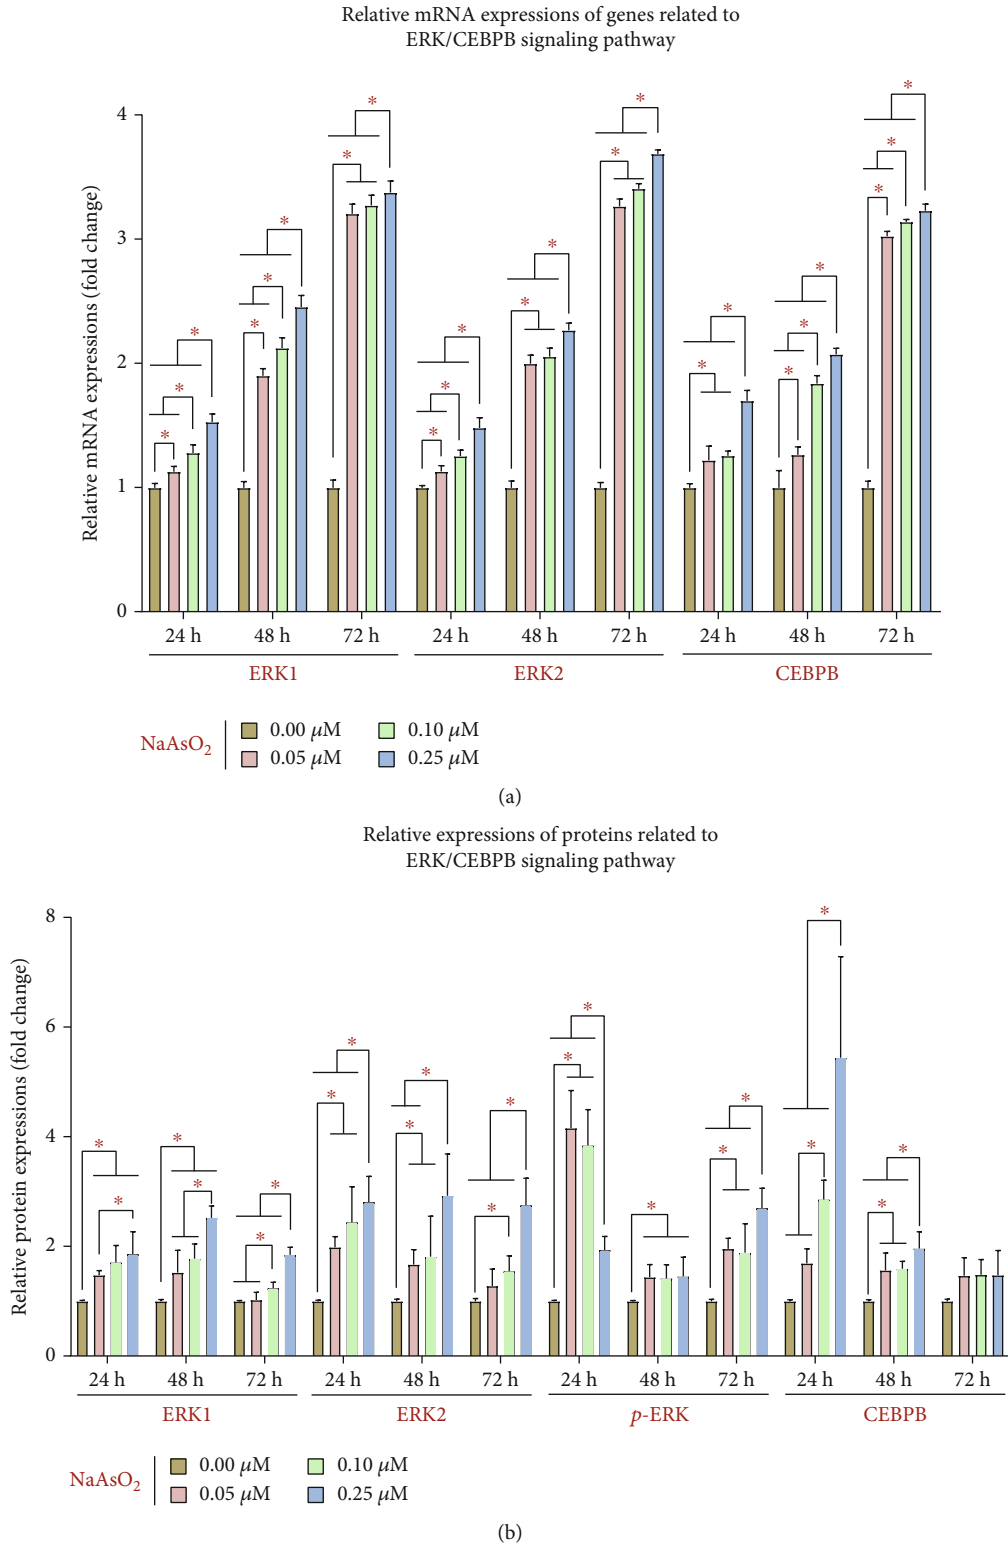 Relative mRNA expressions of genes related to
ERK/CEBPB signaling pathway
Relative mRNA expressions (fold change)
4
3
2
1
0
* * * * * * * * * * * * * * * * * * * * * *
24 h 48 h 72 h 24 h 48 h 72 h 24 h 48 h 72 h
ERK1 ERK2 CEBPB
NaAsO₂
0.00 μM 0.10 μM
0.05 μM 0.25 μM
(a)
Relative expressions of proteins related to
ERK/CEBPB signaling pathway
Relative protein expressions (fold change)
8
6
4
2
0
* * * * * * * * * * * * * * * * * * * * *
24 h 48 h 72 h 24 h 48 h 72 h 24 h 48 h 72 h 24 h 48 h 72 h
ERK1 ERK2 p-ERK CEBPB
NaAsO₂
0.00 μM 0.10 μM
0.05 μM 0.25 μM
(b)